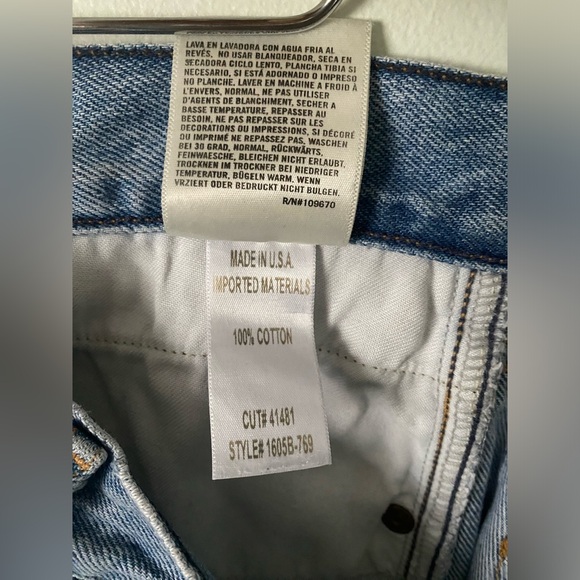 LAVA EN LAVADORA CON AGUA FRIA AL
REVÉS, NO USAR BLANQUEADOR, SECA EN
SECADORA CICLO LENTO, PLANCHA TIBIA SI
NECESARIO, SI ESTÁ ADORNADO O IMPRESO
NO PLANCHE. LAVER EN MACHINE A FROID À
L'ENVERS, NORMAL, NE PAS UTILISER
D'AGENTS DE BLANCHIMENT, SECHER A
BASSE TEMPERATURE, REPASSER AU
BESOIN, NE PAS REPASSER SUR LES
DECORATIONS OU IMPRESSIONS, SI DÉCORÉ
OU IMPRIMÉ NE REPASSEZ PAS, WASCHEN
BEI 30 GRAD, NORMAL, RÜCKWÄRTS,
FEINWAESCHE, BLEICHEN NICHT ERLAUBT.
TROCKNEN IM TROCKNER BEI NIEDRIGER
TEMPERATUR, BÜGELN WARM. WENN
VRZIERT ODER BEDRUCKT NICHT BULGEN.
R/N#109670
MADE IN U.S.A.
IMPORTED MATERIALS
100% COTTON
CUT# 41481
STYLE# 1605B-769